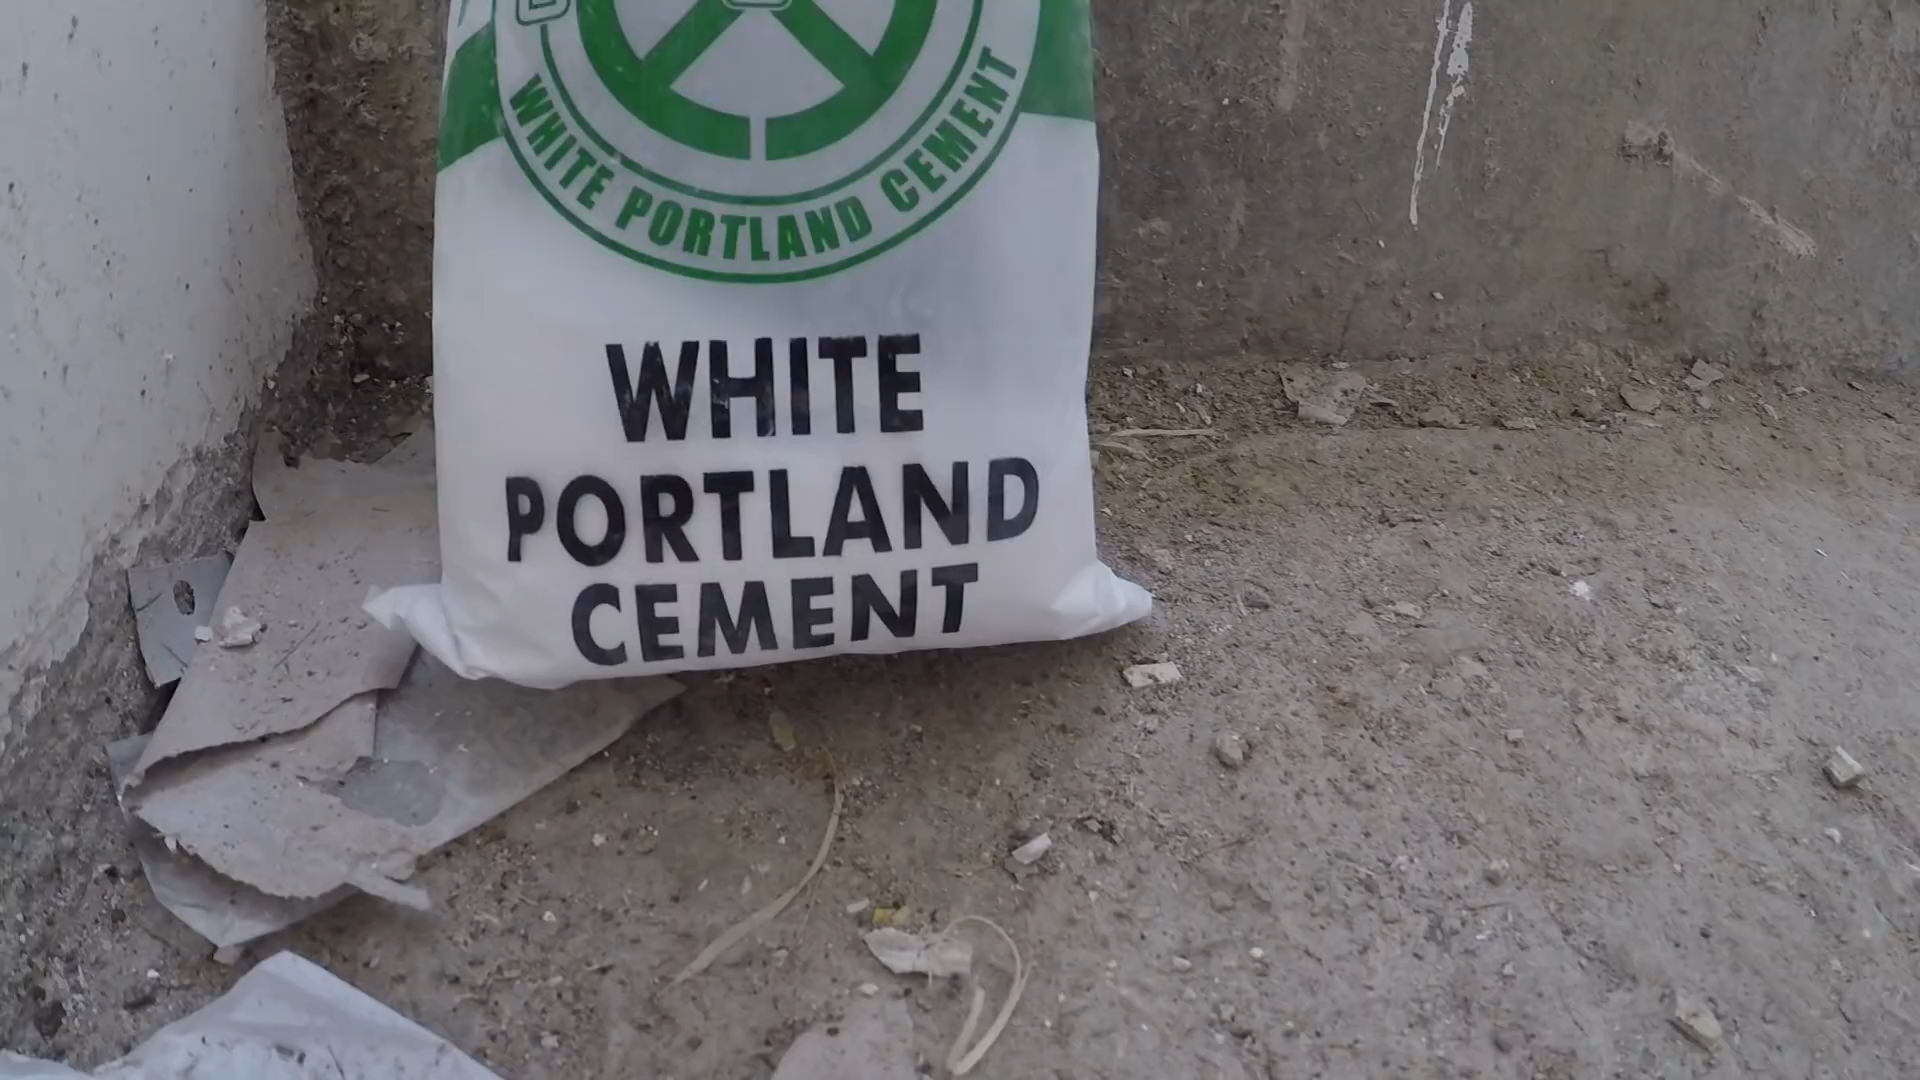 WHITE PORTLAND CEMENT
WHITE
PORTLAND
CEMENT